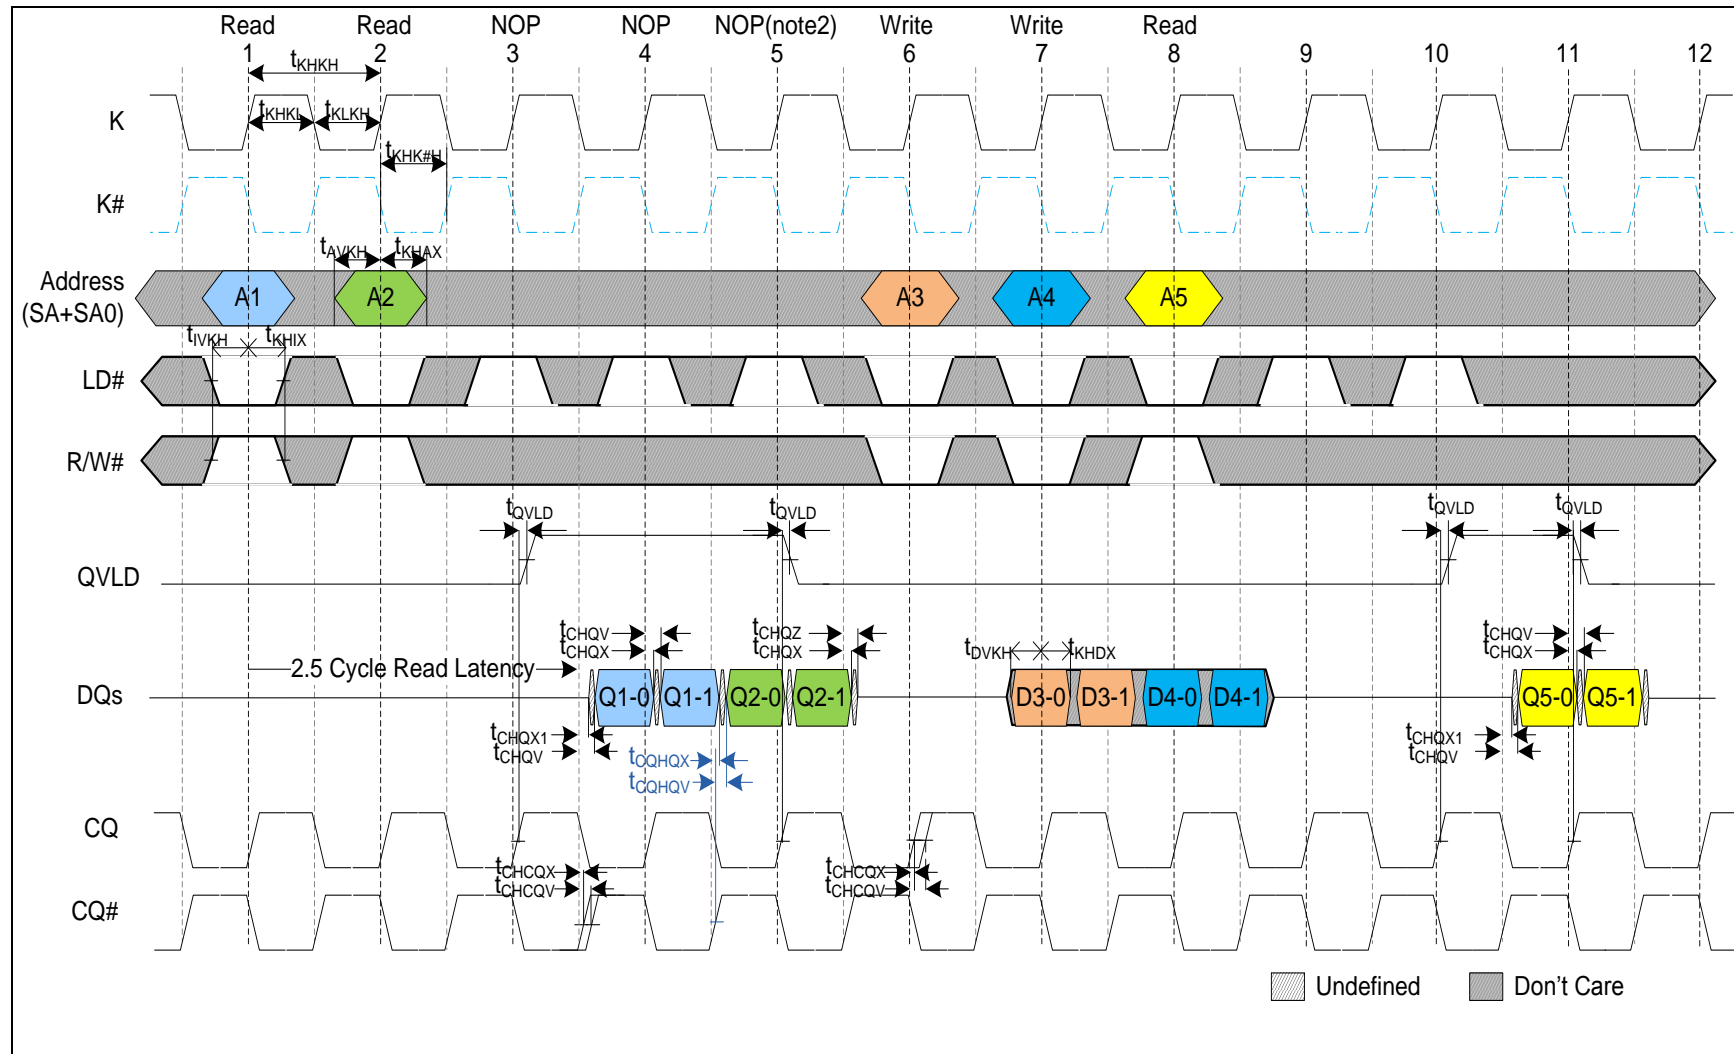 Read Read NOP NOP NOP(note2) Write Write Read
1 2 3 4 5 6 7 8 9 10 11 12
tKHKH
K tKHKL tKLKH
tKHK#H
K#
tAVKH tKHAX
Address
(SA+SA0) A1 A2 A3 A4 A5
tIVKH tKHIX
LD#
R/W#
tQVLD tQVLD tQVLD tQVLD
QVLD
tCHQV tCHQZ tCHQV
tCHQX tCHQX tDVKH tKHDX tCHQX
2.5 Cycle Read Latency
DQs Q1-0 Q1-1 Q2-0 Q2-1 D3-0 D3-1 D4-0 D4-1 Q5-0 Q5-1
tCHQX1 tCQHQX tCHQX1
tCHQV tCQHQV tCHQV
CQ
tCHCQX tCHCQX
tCHCQV tCHCQV
CQ#
Undefined Don't Care